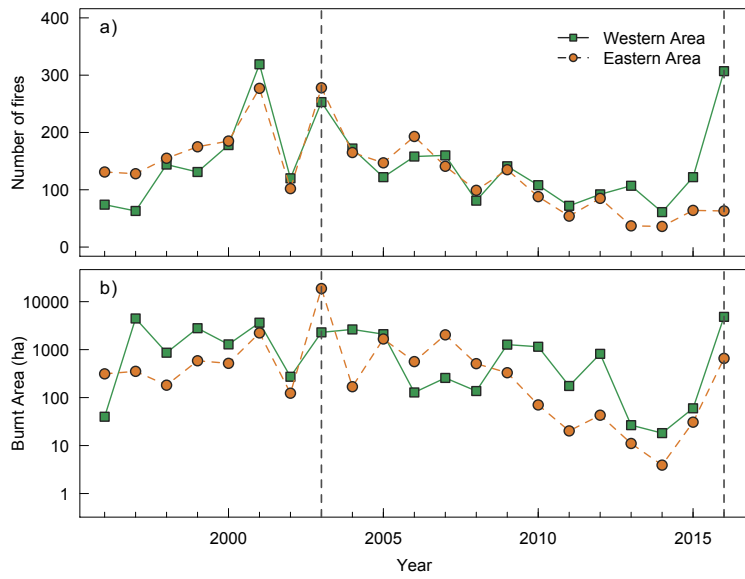 a)
Western Area
Eastern Area
Number of fires
400
300
200
100
0
b)
Burnt Area (ha)
10000
1000
100
10
1
2000 2005 2010 2015
Year